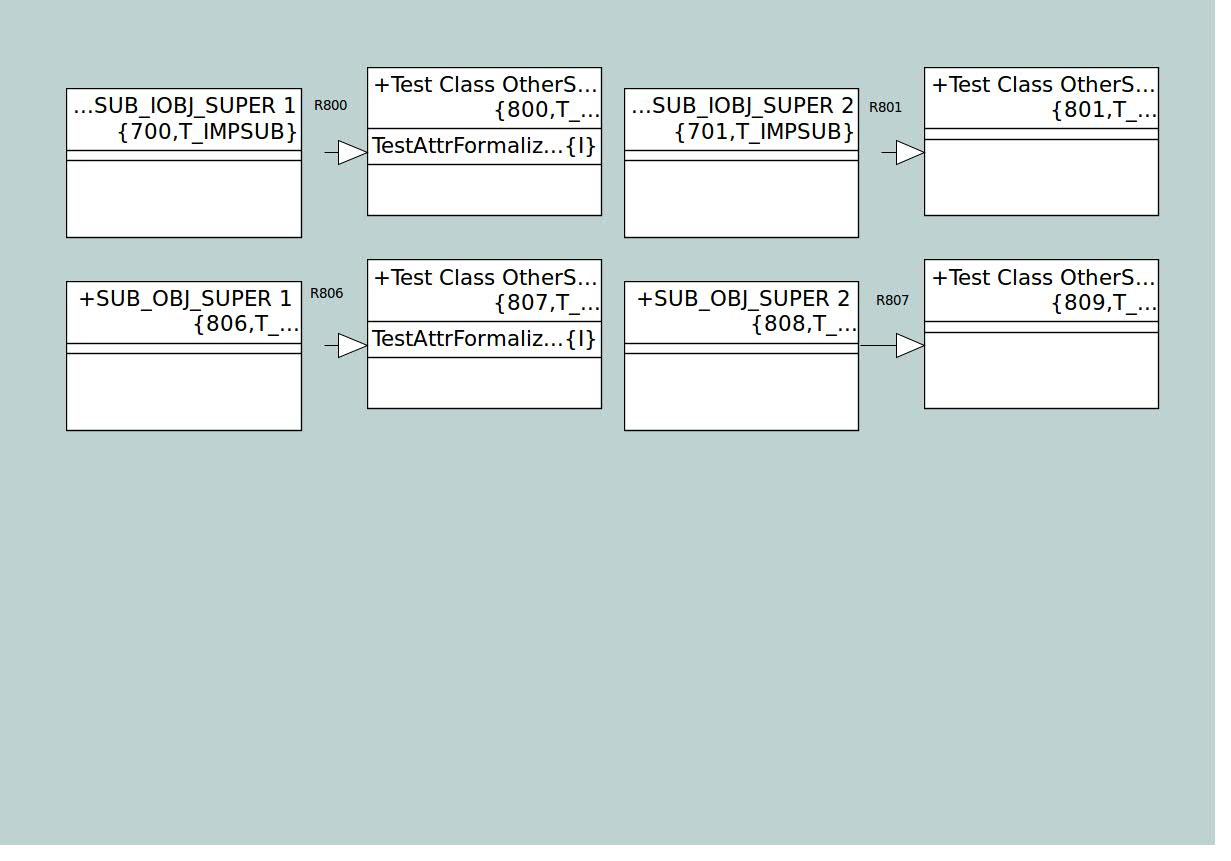 ...SUB_IOBJ_SUPER 1
{700,T_IMPSUB}
R800
+Test Class OtherS...
{800,T_...
TestAttrFormaliz...{I}
...SUB_IOBJ_SUPER 2
{701,T_IMPSUB}
R801
+Test Class OtherS...
{801,T_...
+SUB_OBJ_SUPER 1
{806,T_...
R806
+Test Class OtherS...
{807,T_...
TestAttrFormaliz...{I}
+SUB_OBJ_SUPER 2
{808,T_...
R807
+Test Class OtherS...
{809,T_...